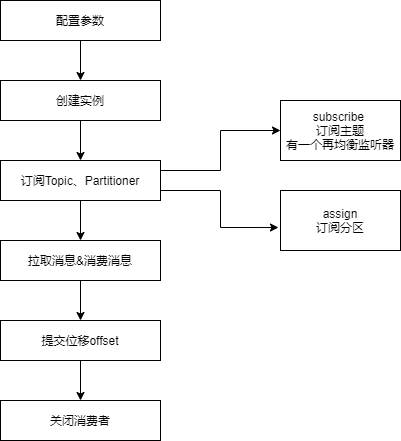 配置参数
创建实例
订阅Topic、Partitioner
subscribe
订阅主题
有一个再均衡监听器
assign
订阅分区
拉取消息&消费消息
提交位移offset
关闭消费者